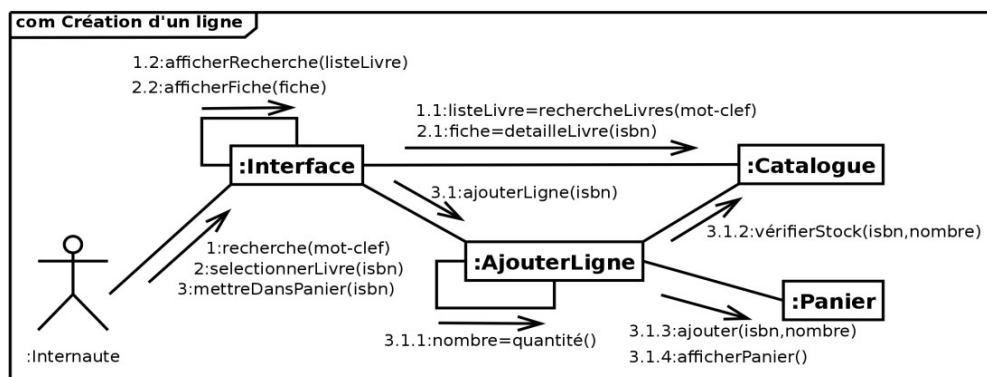 com Création d'un ligne
1.2:afficherRecherche(listeLivre)
2.2:afficherFiche(fiche)
1.1:listeLivre=rechercheLivres(mot-clef)
2.1:fiche=detailleLivre(isbn)
:Interface
:Catalogue
3.1:ajouterLigne(isbn)
3.1.2:vérifierStock(isbn,nombre)
1:recherche(mot-clef)
2:selectionnerLivre(isbn)
3:mettreDansPanier(isbn)
:AjouterLigne
:Panier
3.1.1:nombre=quantité()
3.1.3:ajouter(isbn,nombre)
3.1.4:afficherPanier()
:Internaute